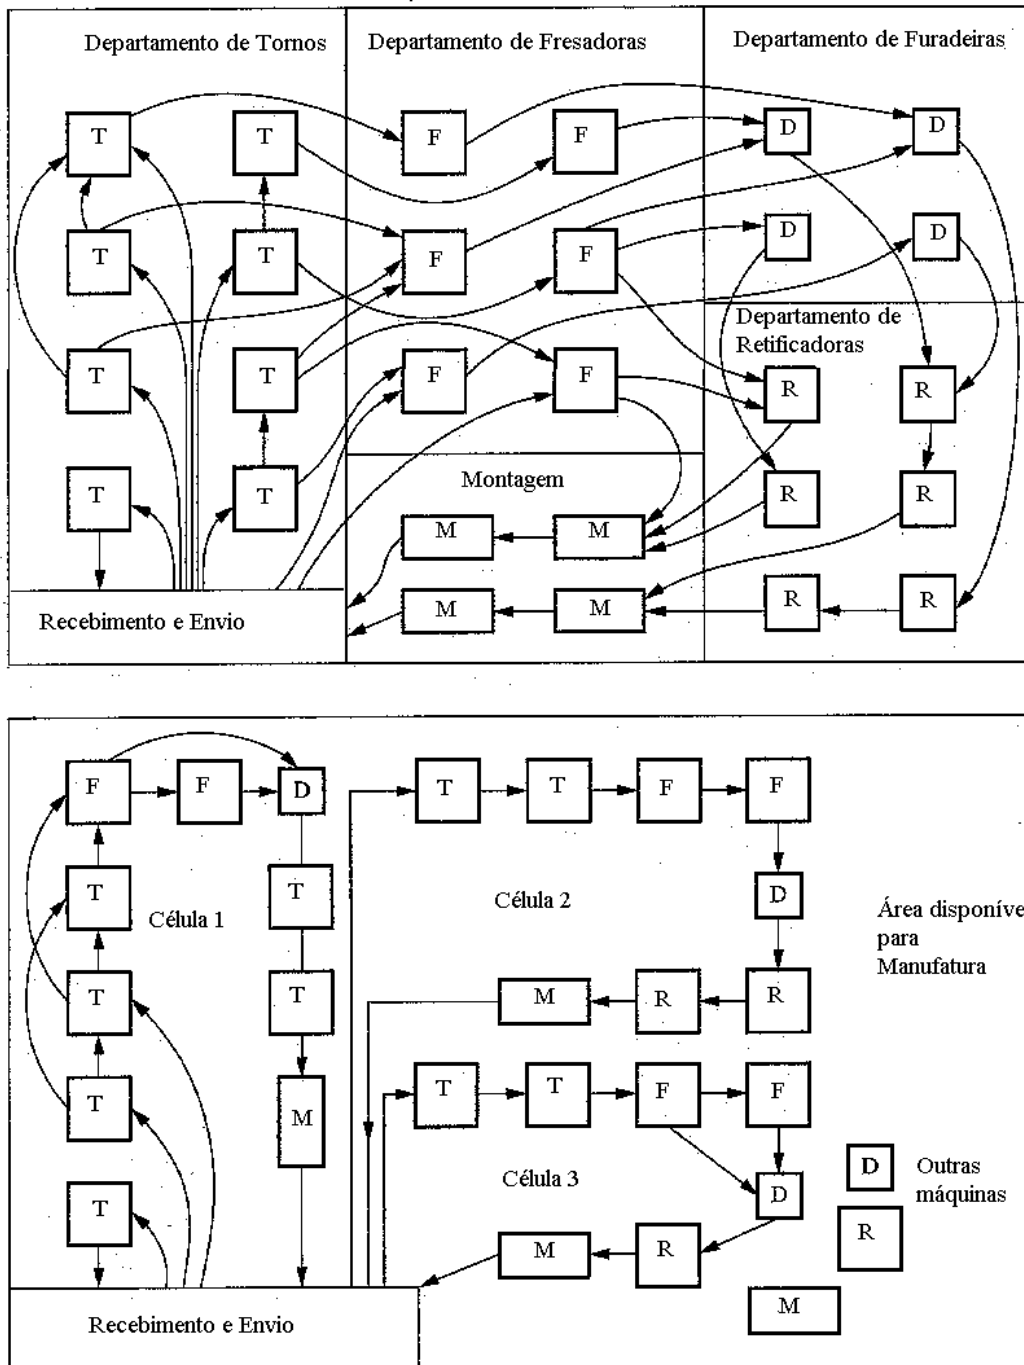 Departamento de Tornos
Departamento de Fresadoras
Departamento de Furadeiras
T
T
F
F
D
D
T
T
F
F
D
D
Departamento de
Retificadoras
T
T
F
F
R
R
T
T
Montagem
R
R
M
M
Recebimento e Envio
M
M
R
R
F
F
D
T
T
F
F
T
T
Célula 1
Célula 2
D
Área disponíve
para
Manufatura
T
T
M
R
R
T
M
T
T
F
F
Célula 3
D
D
Outras
máquinas
T
M
R
R
Recebimento e Envio
M